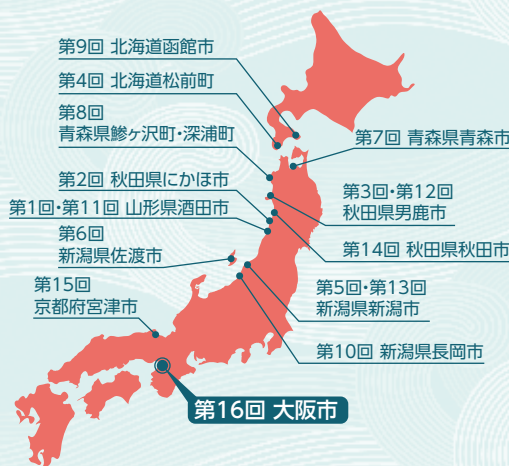 第9回 北海道函館市
第4回 北海道松前町
第8回
青森県鰺ヶ沢町・深浦町
第7回 青森県青森市
第2回 秋田県にかほ市
第3回・第12回
秋田県男鹿市
第1回・第11回 山形県酒田市
第6回
新潟県佐渡市
第14回 秋田県秋田市
第15回
京都府宮津市
第5回・第13回
新潟県新潟市
第10回 新潟県長岡市
第16回 大阪市